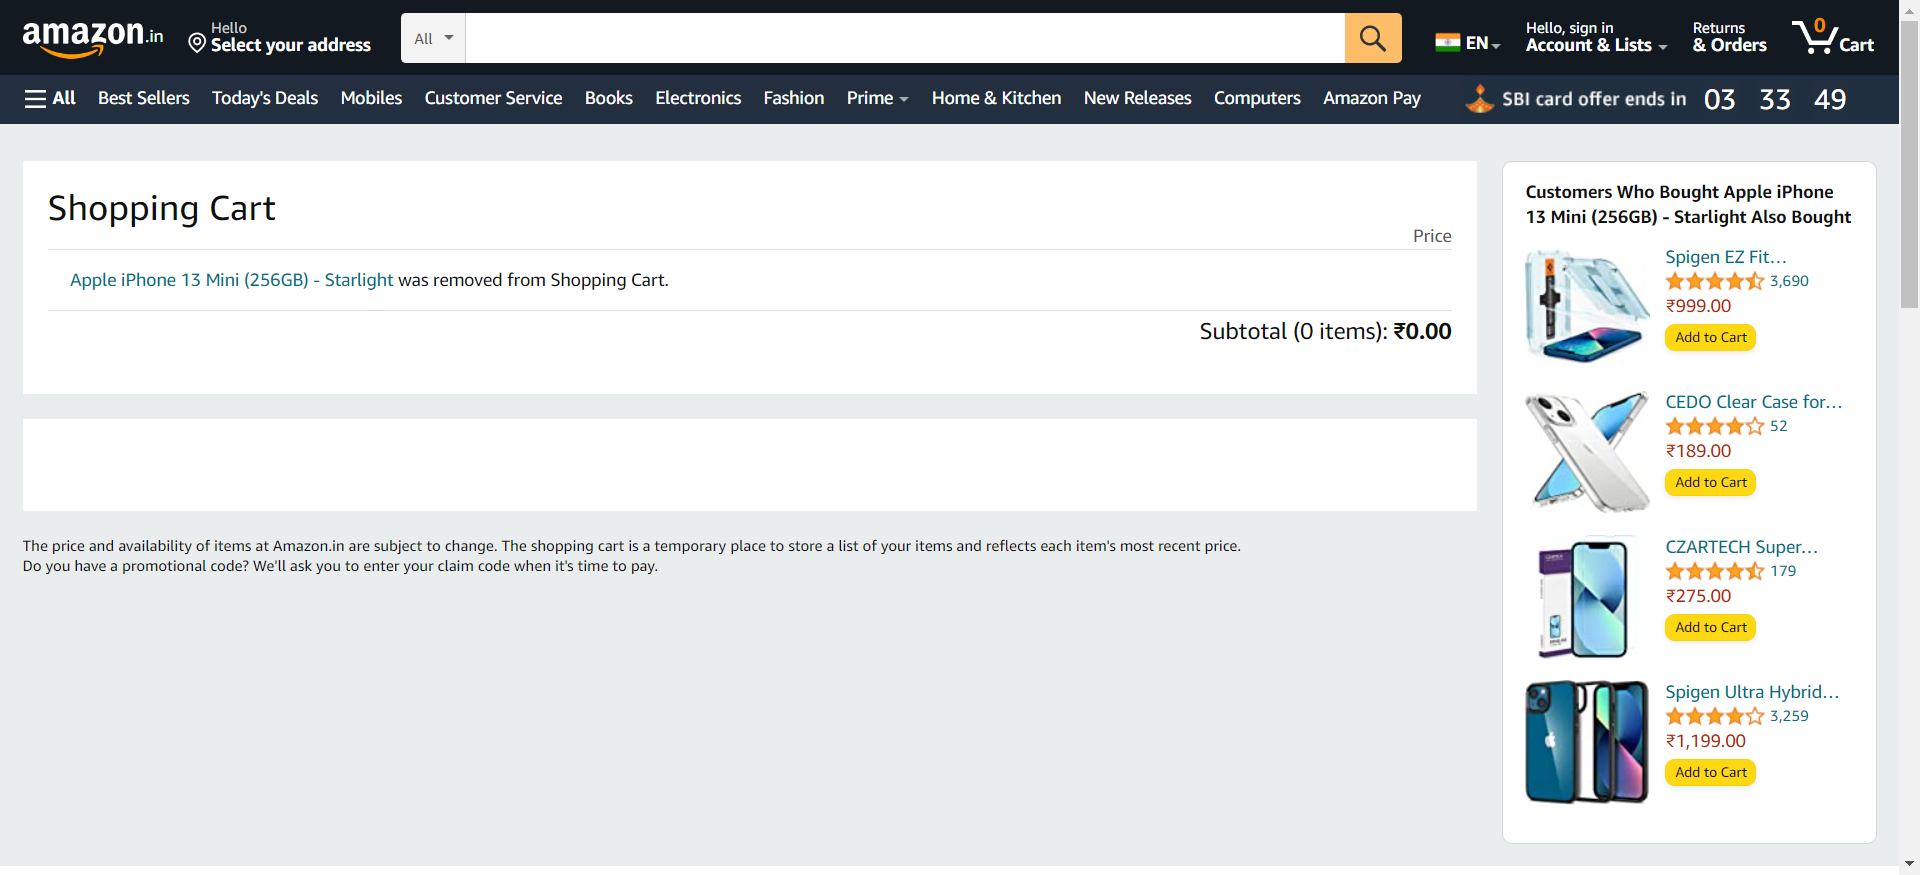 amazon.in
Hello
Select your address
All
EN
Hello, sign in
Account & Lists
Returns
& Orders
0
Cart
All
Best Sellers
Today's Deals
Mobiles
Customer Service
Books
Electronics
Fashion
Prime
Home & Kitchen
New Releases
Computers
Amazon Pay
SBI card offer ends in 03 33 49
Shopping Cart
Price
Apple iPhone 13 Mini (256GB) - Starlight was removed from Shopping Cart.
Subtotal (0 items): ₹0.00
The price and availability of items at Amazon.in are subject to change. The shopping cart is a temporary place to store a list of your items and reflects each item's most recent price.
Do you have a promotional code? We'll ask you to enter your claim code when it's time to pay.
Customers Who Bought Apple iPhone
13 Mini (256GB) - Starlight Also Bought
Spigen EZ Fit...
3,690
₹999.00
Add to Cart
CEDO Clear Case for...
52
₹189.00
Add to Cart
CZARTECH Super...
179
₹275.00
Add to Cart
Spigen Ultra Hybrid...
3,259
₹1,199.00
Add to Cart